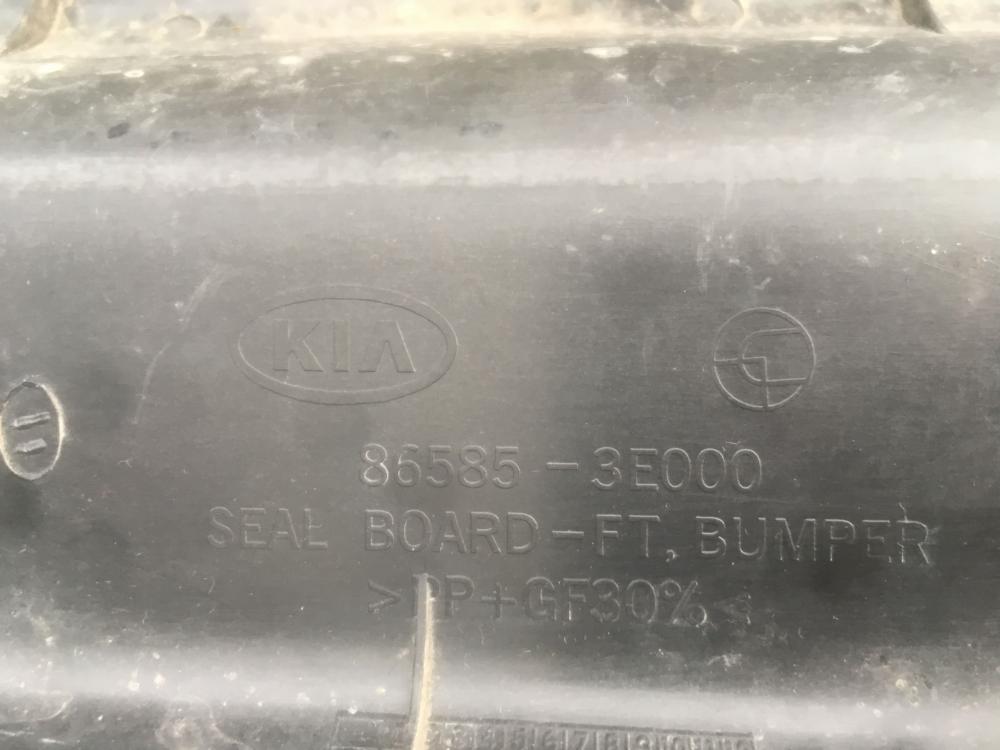 KIA
86585-3E000
SEAL BOARD-FT, BUMPER
>PP+GF30%<